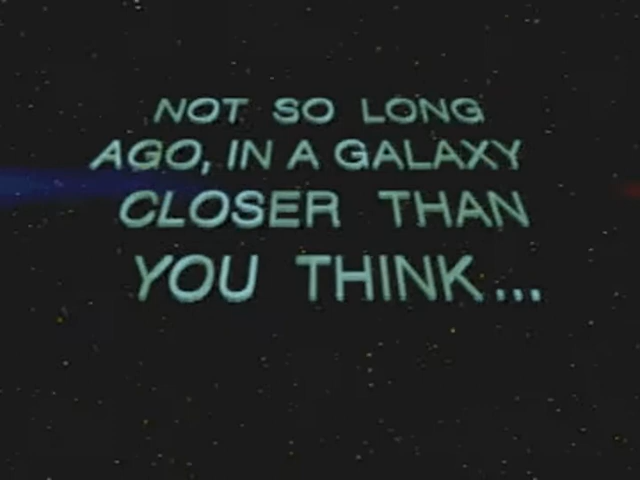 NOT SO LONG
AGO, IN A GALAXY
CLOSER THAN
YOU THINK...